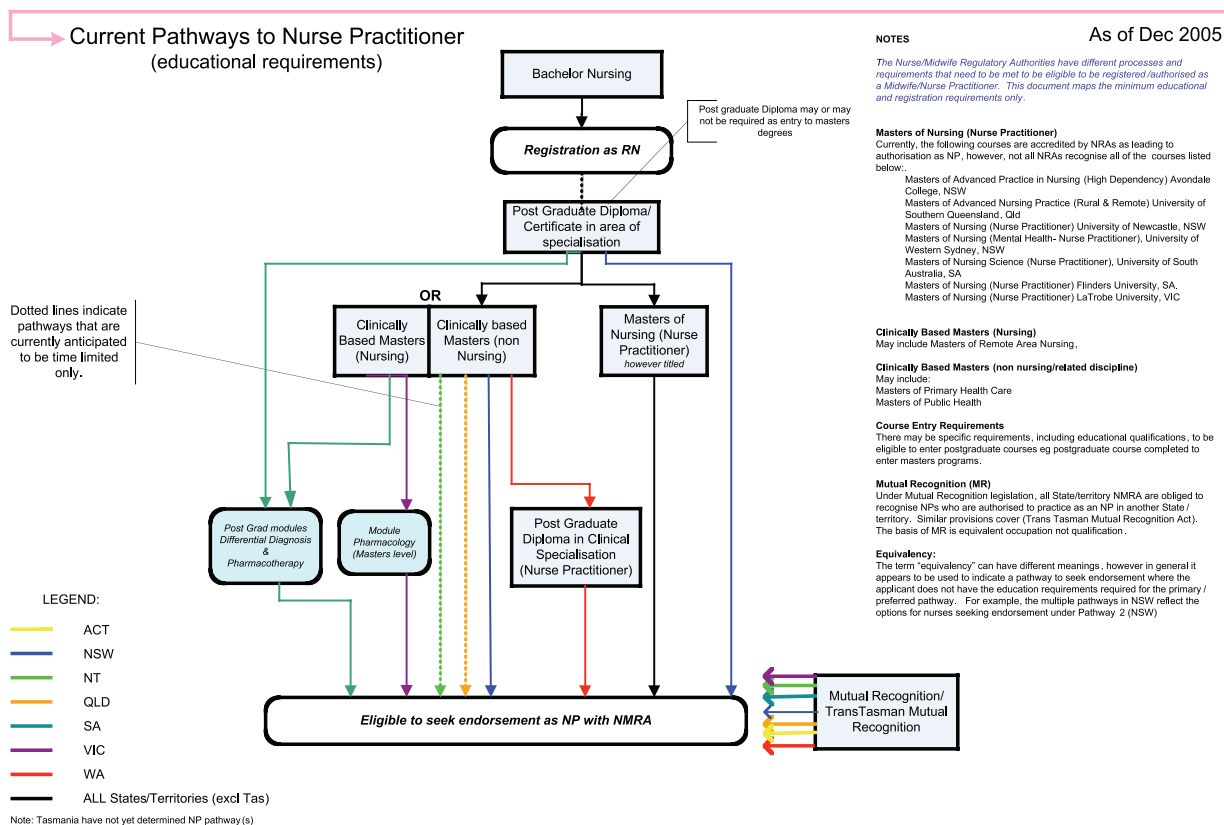 Current Pathways to Nurse Practitioner
(educational requirements)
As of Dec 2005
Bachelor Nursing
Post graduate Diploma may or may
not be required as entry to masters
degrees
Registration as RN
Post Graduate Diploma/
Certificate in area of
specialisation
Dotted lines indicate
pathways that are
currently anticipated
to be time limited
only.
OR
Clinically
Based Masters
(Nursing)
Clinically based
Masters (non
Nursing)
Masters of
Nursing (Nurse
Practitioner)
however titled
Post Grad modules
Differential Diagnosis
&
Pharmacotherapy
Module
Pharmacology
(Masters level)
Post Graduate
Diploma in Clinical
Specialisation
(Nurse Practitioner)
Eligible to seek endorsement as NP with NMRA
Mutual Recognition/
TransTasman Mutual
Recognition
LEGEND:
ACT
NSW
NT
QLD
SA
VIC
WA
ALL States/Territories (excl Tas)
Note: Tasmania have not yet determined NP pathway(s)
NOTES
The Nurse/Midwife Regulatory Authorities have different processes and
requirements that need to be met to be eligible to be registered/authorised as
a Midwife/Nurse Practitioner. This document maps the minimum educational
and registration requirements only.
Masters of Nursing (Nurse Practitioner)
Currently, the following courses are accredited by NRAs as leading to
authorisation as NP, however, not all NRAs recognise all of the courses listed
below:.
Masters of Advanced Practice in Nursing (High Dependency) Avondale
College, NSW
Masters of Advanced Nursing Practice (Rural & Remote) University of
Southern Queensland, Qld
Masters of Nursing (Nurse Practitioner) University of Newcastle, NSW
Masters of Nursing (Mental Health- Nurse Practitioner), University of
Western Sydney, NSW
Masters of Nursing Science (Nurse Practitioner), University of South
Australia, SA
Masters of Nursing (Nurse Practitioner) Flinders University, SA.
Masters of Nursing (Nurse Practitioner) LaTrobe University, VIC
Clinically Based Masters (Nursing)
May include Masters of Remote Area Nursing,
Clinically Based Masters (non nursing/related discipline)
May include:
Masters of Primary Health Care
Masters of Public Health
Course Entry Requirements
There may be specific requirements, including educational qualifications, to be
eligible to enter postgraduate courses eg postgraduate course completed to
enter masters programs.
Mutual Recognition (MR)
Under Mutual Recognition legislation, all State/territory NMRA are obliged to
recognise NPs who are authorised to practice as an NP in another State /
territory. Similar provisions cover (Trans Tasman Mutual Recognition Act).
The basis of MR is equivalent occupation not qualification.
Equivalency:
The term "equivalency" can have different meanings, however in general it
appears to be used to indicate a pathway to seek endorsement where the
applicant does not have the education requirements required for the primary /
preferred pathway. For example, the multiple pathways in NSW reflect the
options for nurses seeking endorsement under Pathway 2 (NSW)